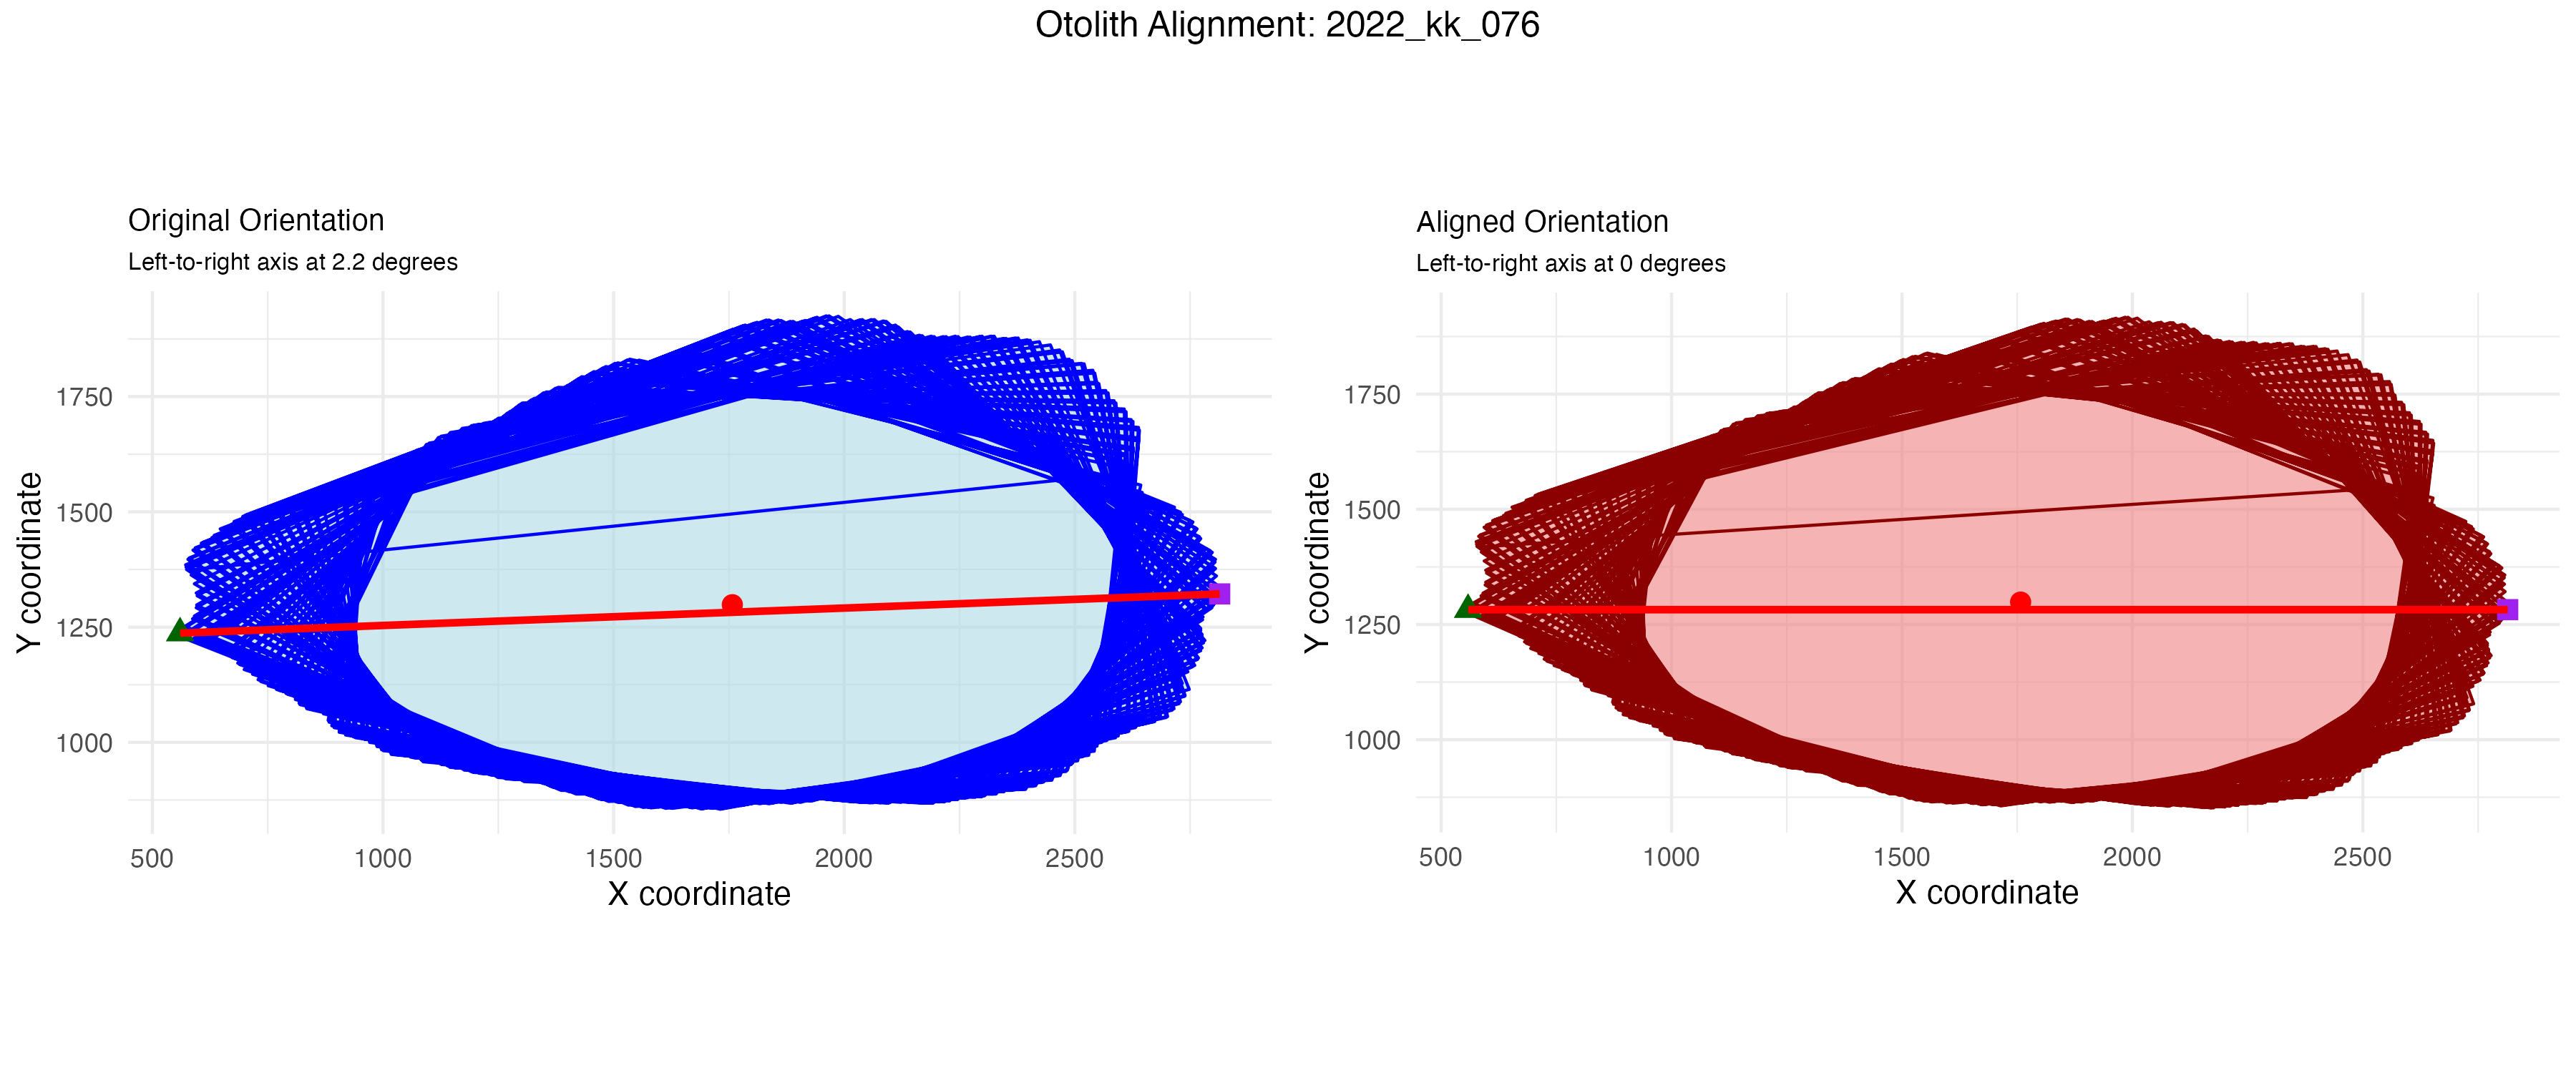 Otolith Alignment: 2022_kk_076
Original Orientation
Left-to-right axis at 2.2 degrees
Y coordinate
1750
1500
1250
1000
500 1000 1500 2000 2500
X coordinate
Aligned Orientation
Left-to-right axis at 0 degrees
Y coordinate
1750
1500
1250
1000
500 1000 1500 2000 2500
X coordinate